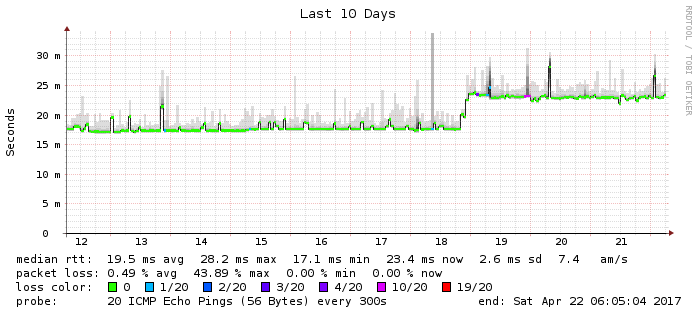 Last 10 Days
RRDTOOL / TOBI OETIKER
Seconds
30 m
25 m
20 m
15 m
10 m
5 m
0
12 13 14 15 16 17 18 19 20 21
median rtt: 19.5 ms avg 28.2 ms max 17.1 ms min 23.4 ms now 2.6 ms sd 7.4 am/s
packet loss: 0.49 % avg 43.89 % max 0.00 % min 0.00 % now
loss color: 0 1/20 2/20 3/20 4/20 10/20 19/20
probe: 20 ICMP Echo Pings (56 Bytes) every 300s end: Sat Apr 22 06:05:04 2017